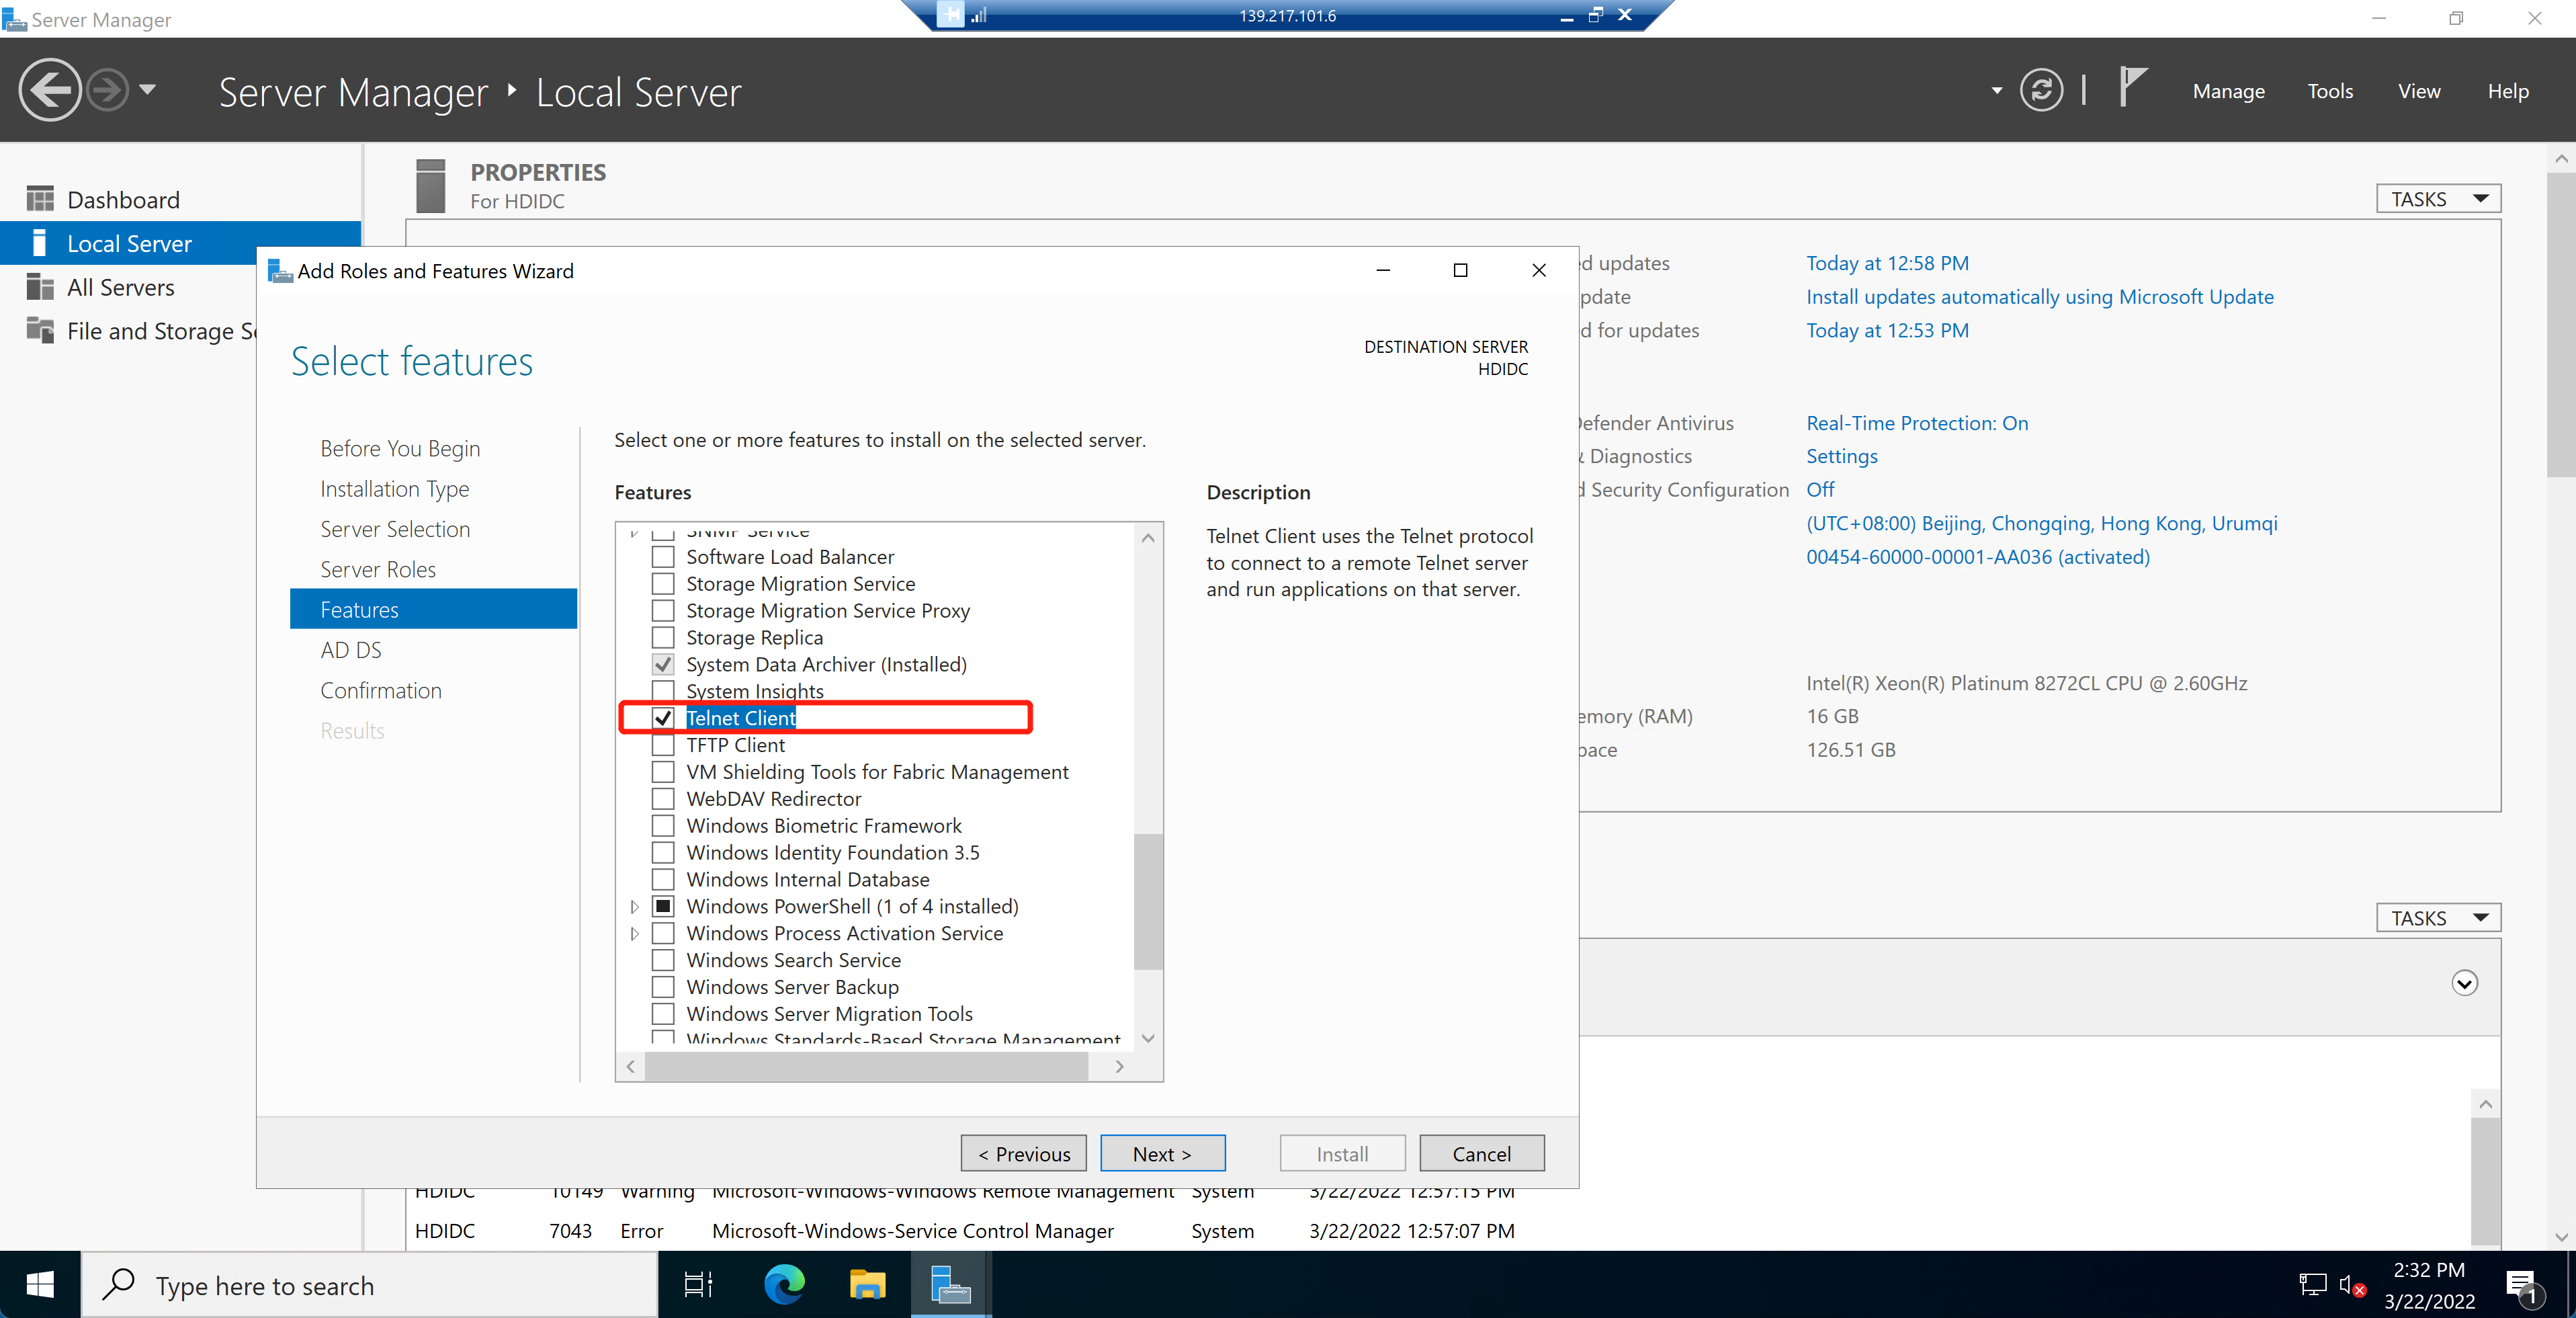 Server Manager
139.217.101.6
Server Manager ‣ Local Server
Manage Tools View Help
Dashboard
Local Server
All Servers
File and Storage Se
PROPERTIES
For HDIDC
TASKS
ed updates Today at 12:58 PM
pdate Install updates automatically using Microsoft Update
d for updates Today at 12:53 PM
Defender Antivirus Real-Time Protection: On
& Diagnostics Settings
d Security Configuration Off
(UTC+08:00) Beijing, Chongqing, Hong Kong, Urumqi
00454-60000-00001-AA036 (activated)
Intel(R) Xeon(R) Platinum 8272CL CPU @ 2.60GHz
emory (RAM) 16 GB
pace 126.51 GB
TASKS
Add Roles and Features Wizard
Select features
DESTINATION SERVER
HDIDC
Before You Begin
Installation Type
Server Selection
Server Roles
Features
AD DS
Confirmation
Results
Select one or more features to install on the selected server.
Features
SNMP Service
Software Load Balancer
Storage Migration Service
Storage Migration Service Proxy
Storage Replica
System Data Archiver (Installed)
System Insights
Telnet Client
TFTP Client
VM Shielding Tools for Fabric Management
WebDAV Redirector
Windows Biometric Framework
Windows Identity Foundation 3.5
Windows Internal Database
Windows PowerShell (1 of 4 installed)
Windows Process Activation Service
Windows Search Service
Windows Server Backup
Windows Server Migration Tools
Windows Standards-Based Storage Management
Description
Telnet Client uses the Telnet protocol
to connect to a remote Telnet server
and run applications on that server.
< Previous Next > Install Cancel
HDIDC 10149 Warning Microsoft-Windows-Windows Remote Management System 3/22/2022 12:57:15 PM
HDIDC 7043 Error Microsoft-Windows-Service Control Manager System 3/22/2022 12:57:07 PM
Type here to search
2:32 PM
3/22/2022
1